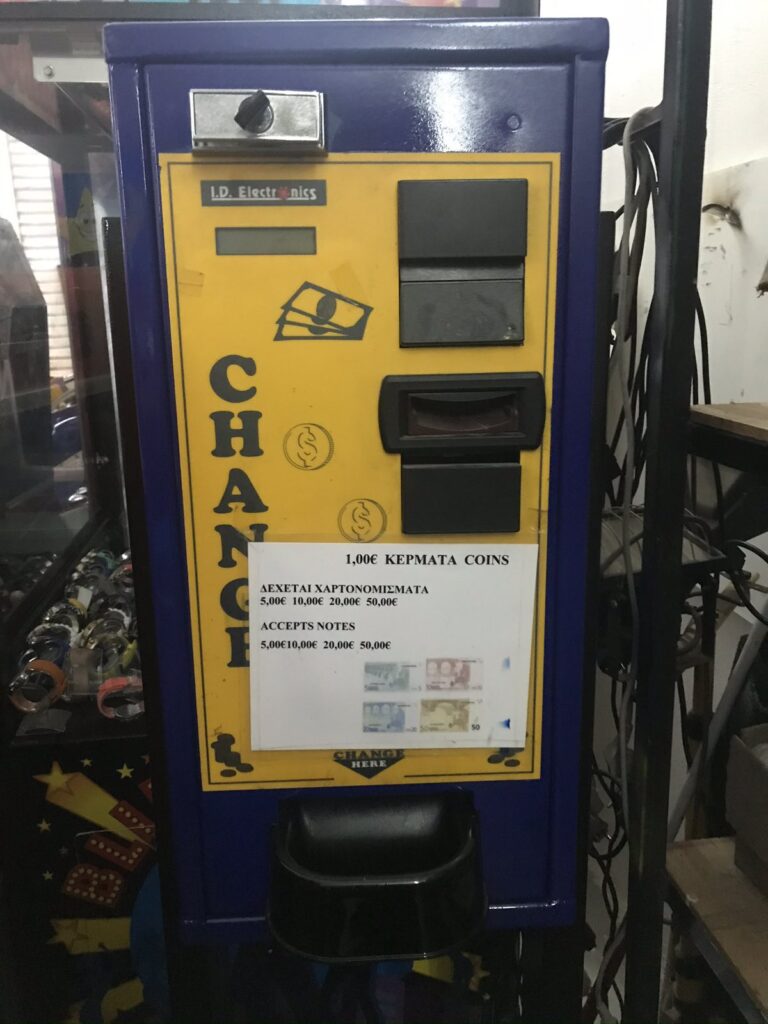 I.D. Electronics
CHANGE
1,00€ ΚΕΡΜΑΤΑ COINS
ΔΕΧΕΤΑΙ ΧΑΡΤΟΝΟΜΙΣΜΑΤΑ
5,00€ 10,00€ 20,00€ 50,00€
ACCEPTS NOTES
5,00€10,00€ 20,00€ 50,00€
50
CHANGE
HERE